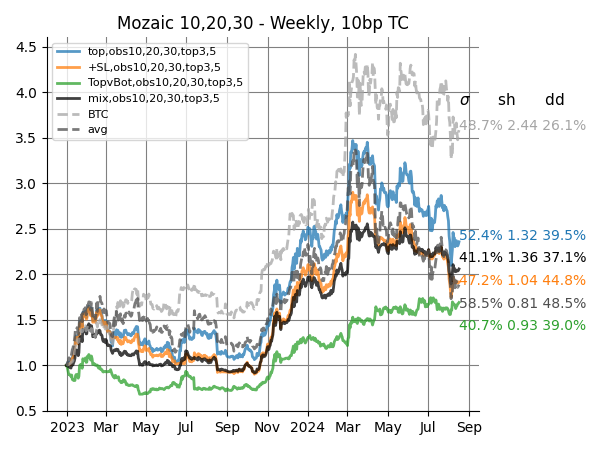 Mozaic 10,20,30 - Weekly, 10bp TC
top,obs10,20,30,top3,5
+SL,obs10,20,30,top3,5
TopvBot,obs10,20,30,top3,5
mix,obs10,20,30,top3,5
BTC
avg
σ sh dd
48.7% 2.44 26.1%
52.4% 1.32 39.5%
41.1% 1.36 37.1%
47.2% 1.04 44.8%
58.5% 0.81 48.5%
40.7% 0.93 39.0%
4.5
4.0
3.5
3.0
2.5
2.0
1.5
1.0
0.5
2023 Mar May Jul Sep Nov 2024 Mar May Jul Sep